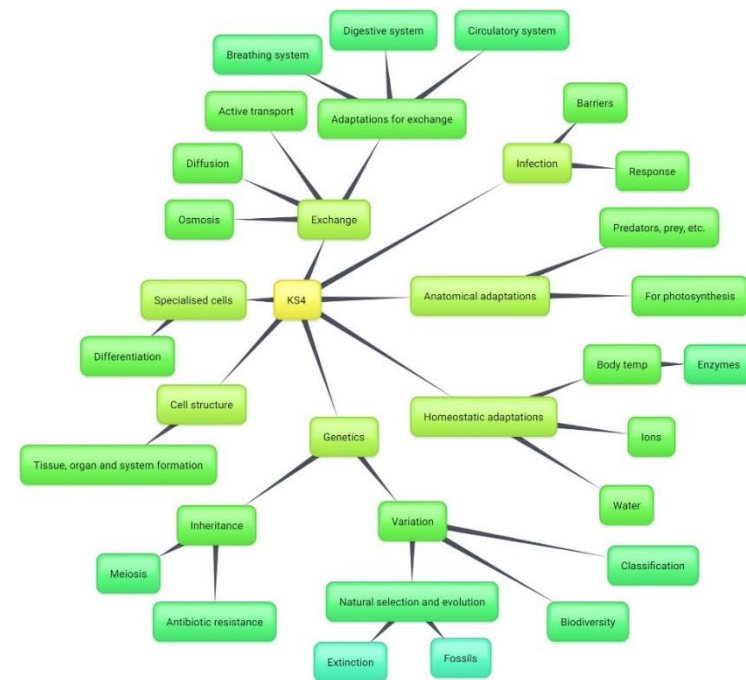 Digestive system
Circulatory system
Breathing system
Active transport
Adaptations for exchange
Barriers
Infection
Diffusion
Response
Osmosis
Exchange
Predators, prey, etc.
Specialised cells
KS4
Anatomical adaptations
For photosynthesis
Differentiation
Body temp
Enzymes
Cell structure
Homeostatic adaptations
Genetics
Ions
Tissue, organ and system formation
Water
Inheritance
Variation
Meiosis
Classification
Natural selection and evolution
Antibiotic resistance
Biodiversity
Extinction
Fossils